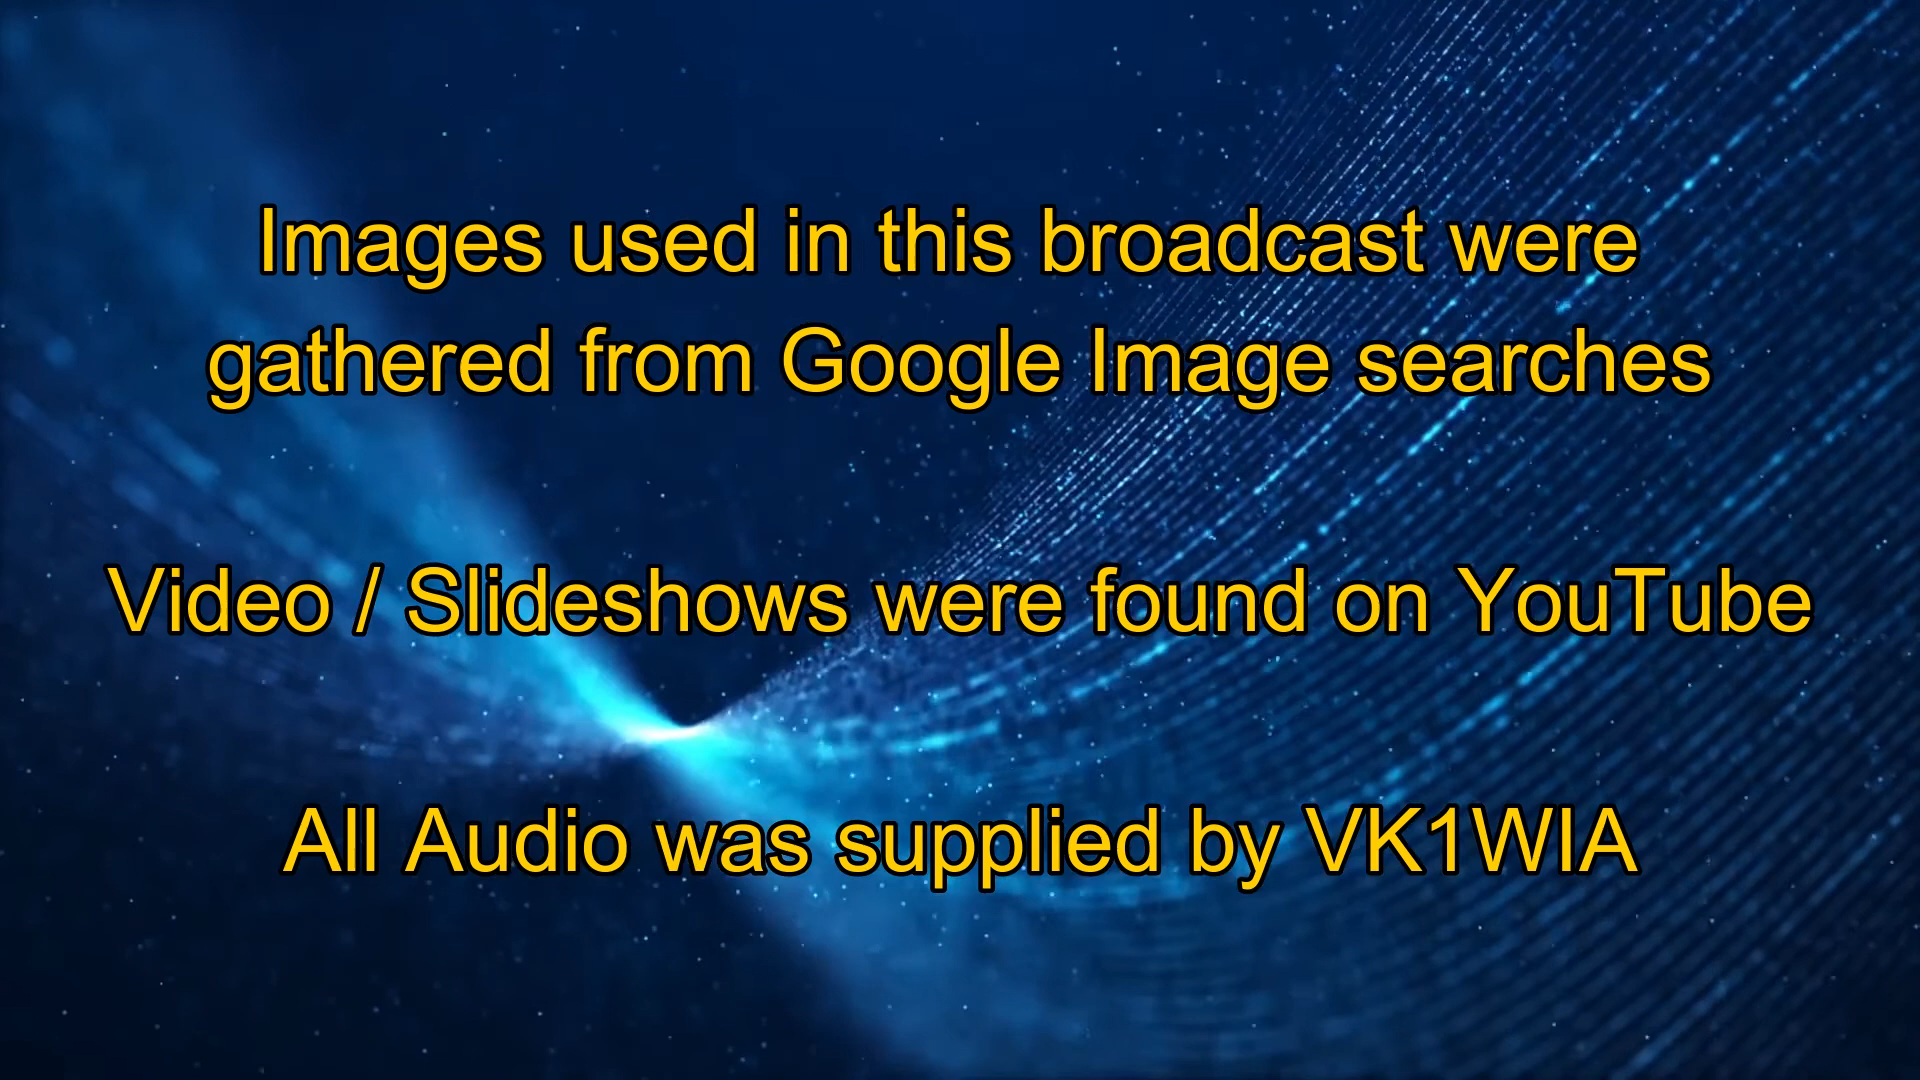 Images used in this broadcast were
gathered from Google Image searches
Video / Slideshows were found on YouTube
All Audio was supplied by VK1WIA